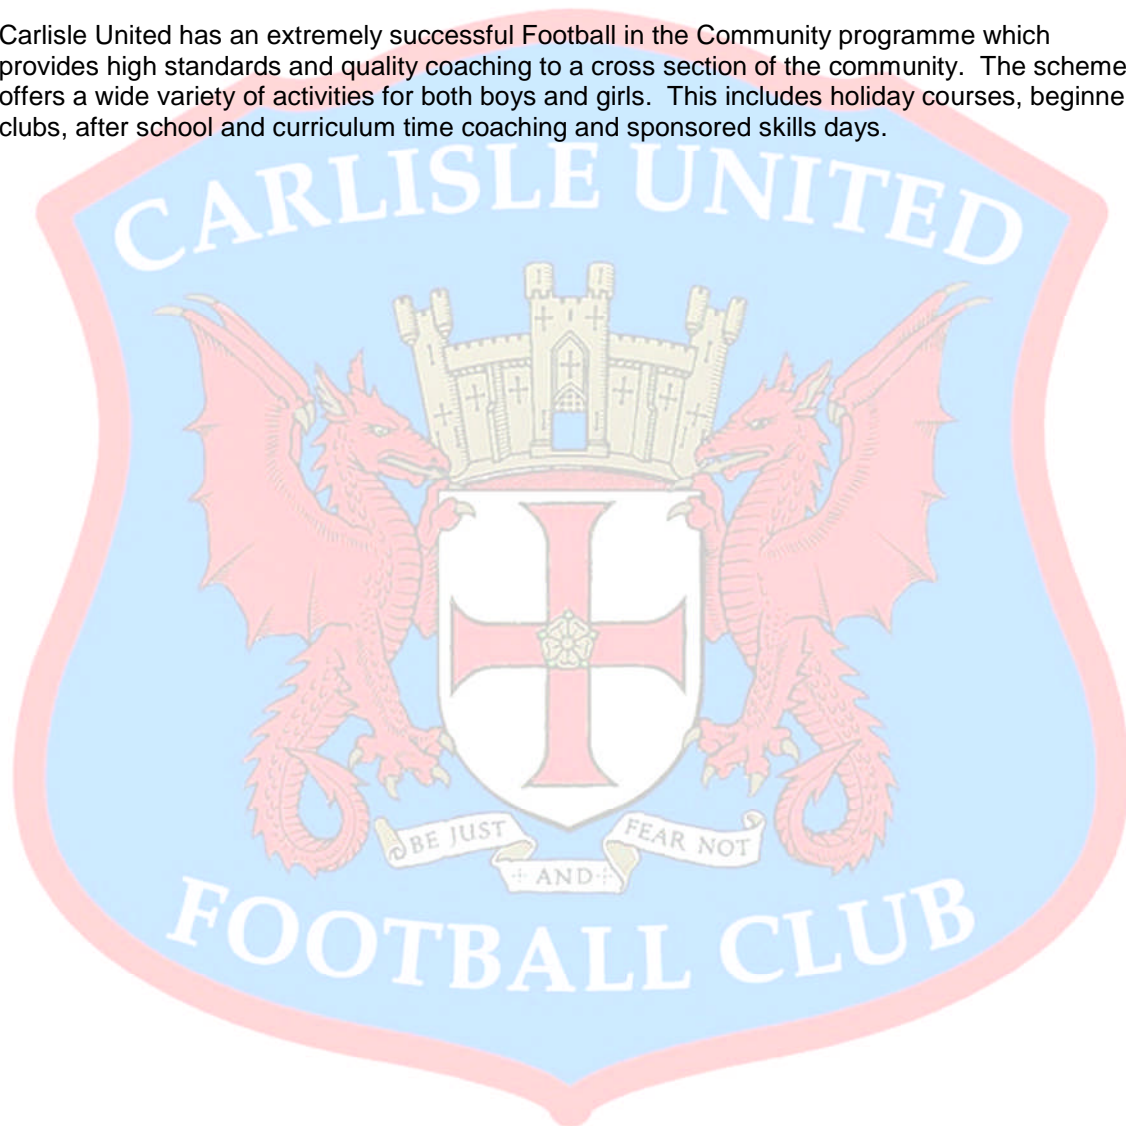 Carlisle United has an extremely successful Football in the Community programme which
provides high standards and quality coaching to a cross section of the community.  The scheme
offers a wide variety of activities for both boys and girls.  This includes holiday courses, beginne
clubs, after school and curriculum time coaching and sponsored skills days.
CARLISLE UNITED
BE JUST
AND
FEAR NOT
FOOTBALL CLUB